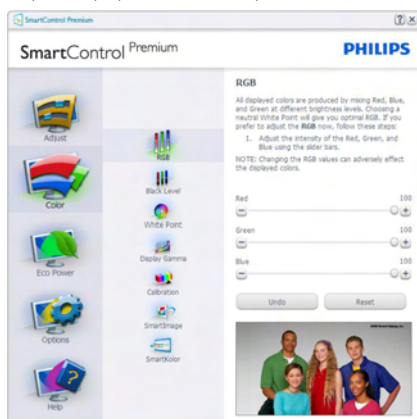 SmartControl Premium
SmartControl Premium
PHILIPS
Adjust
Color
Eco Power
Options
Help
RGB
Black Level
White Point
Display Gamma
Calibration
SmartImage
SmartKolor
RGB
All displayed colors are produced by mixing Red, Blue,
and Green at different brightness levels. Choosing a
neutral White Point will give you optimal RGB. If you
prefer to adjust the RGB now, follow these steps:
1. Adjust the intensity of the Red, Green, and
Blue using the slider bars.
NOTE: Changing the RGB values can adversely effect
the displayed colors.
Red 100
Green 100
Blue 100
Undo Reset